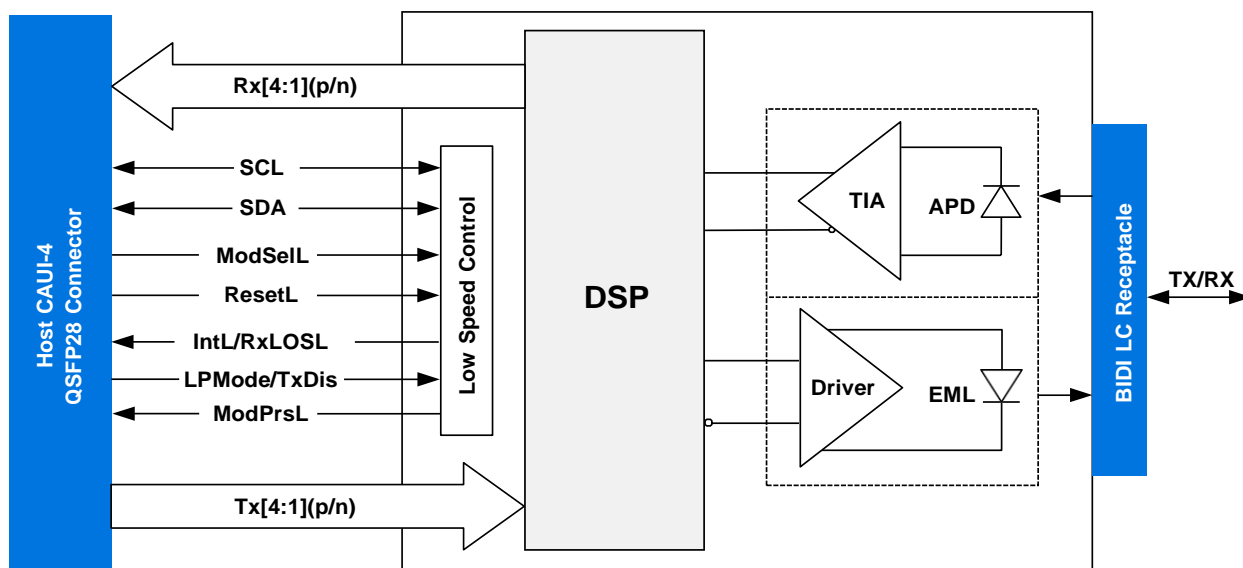 Host CAUI-4
QSFP28 Connector
Rx[4:1](p/n)
SCL
SDA
ModSelL
ResetL
IntL/RxLOSL
LPMode/TxDis
ModPrsL
Tx[4:1](p/n)
Low Speed Control
DSP
TIA
APD
Driver
EML
BIDI LC Receptacle
TX/RX